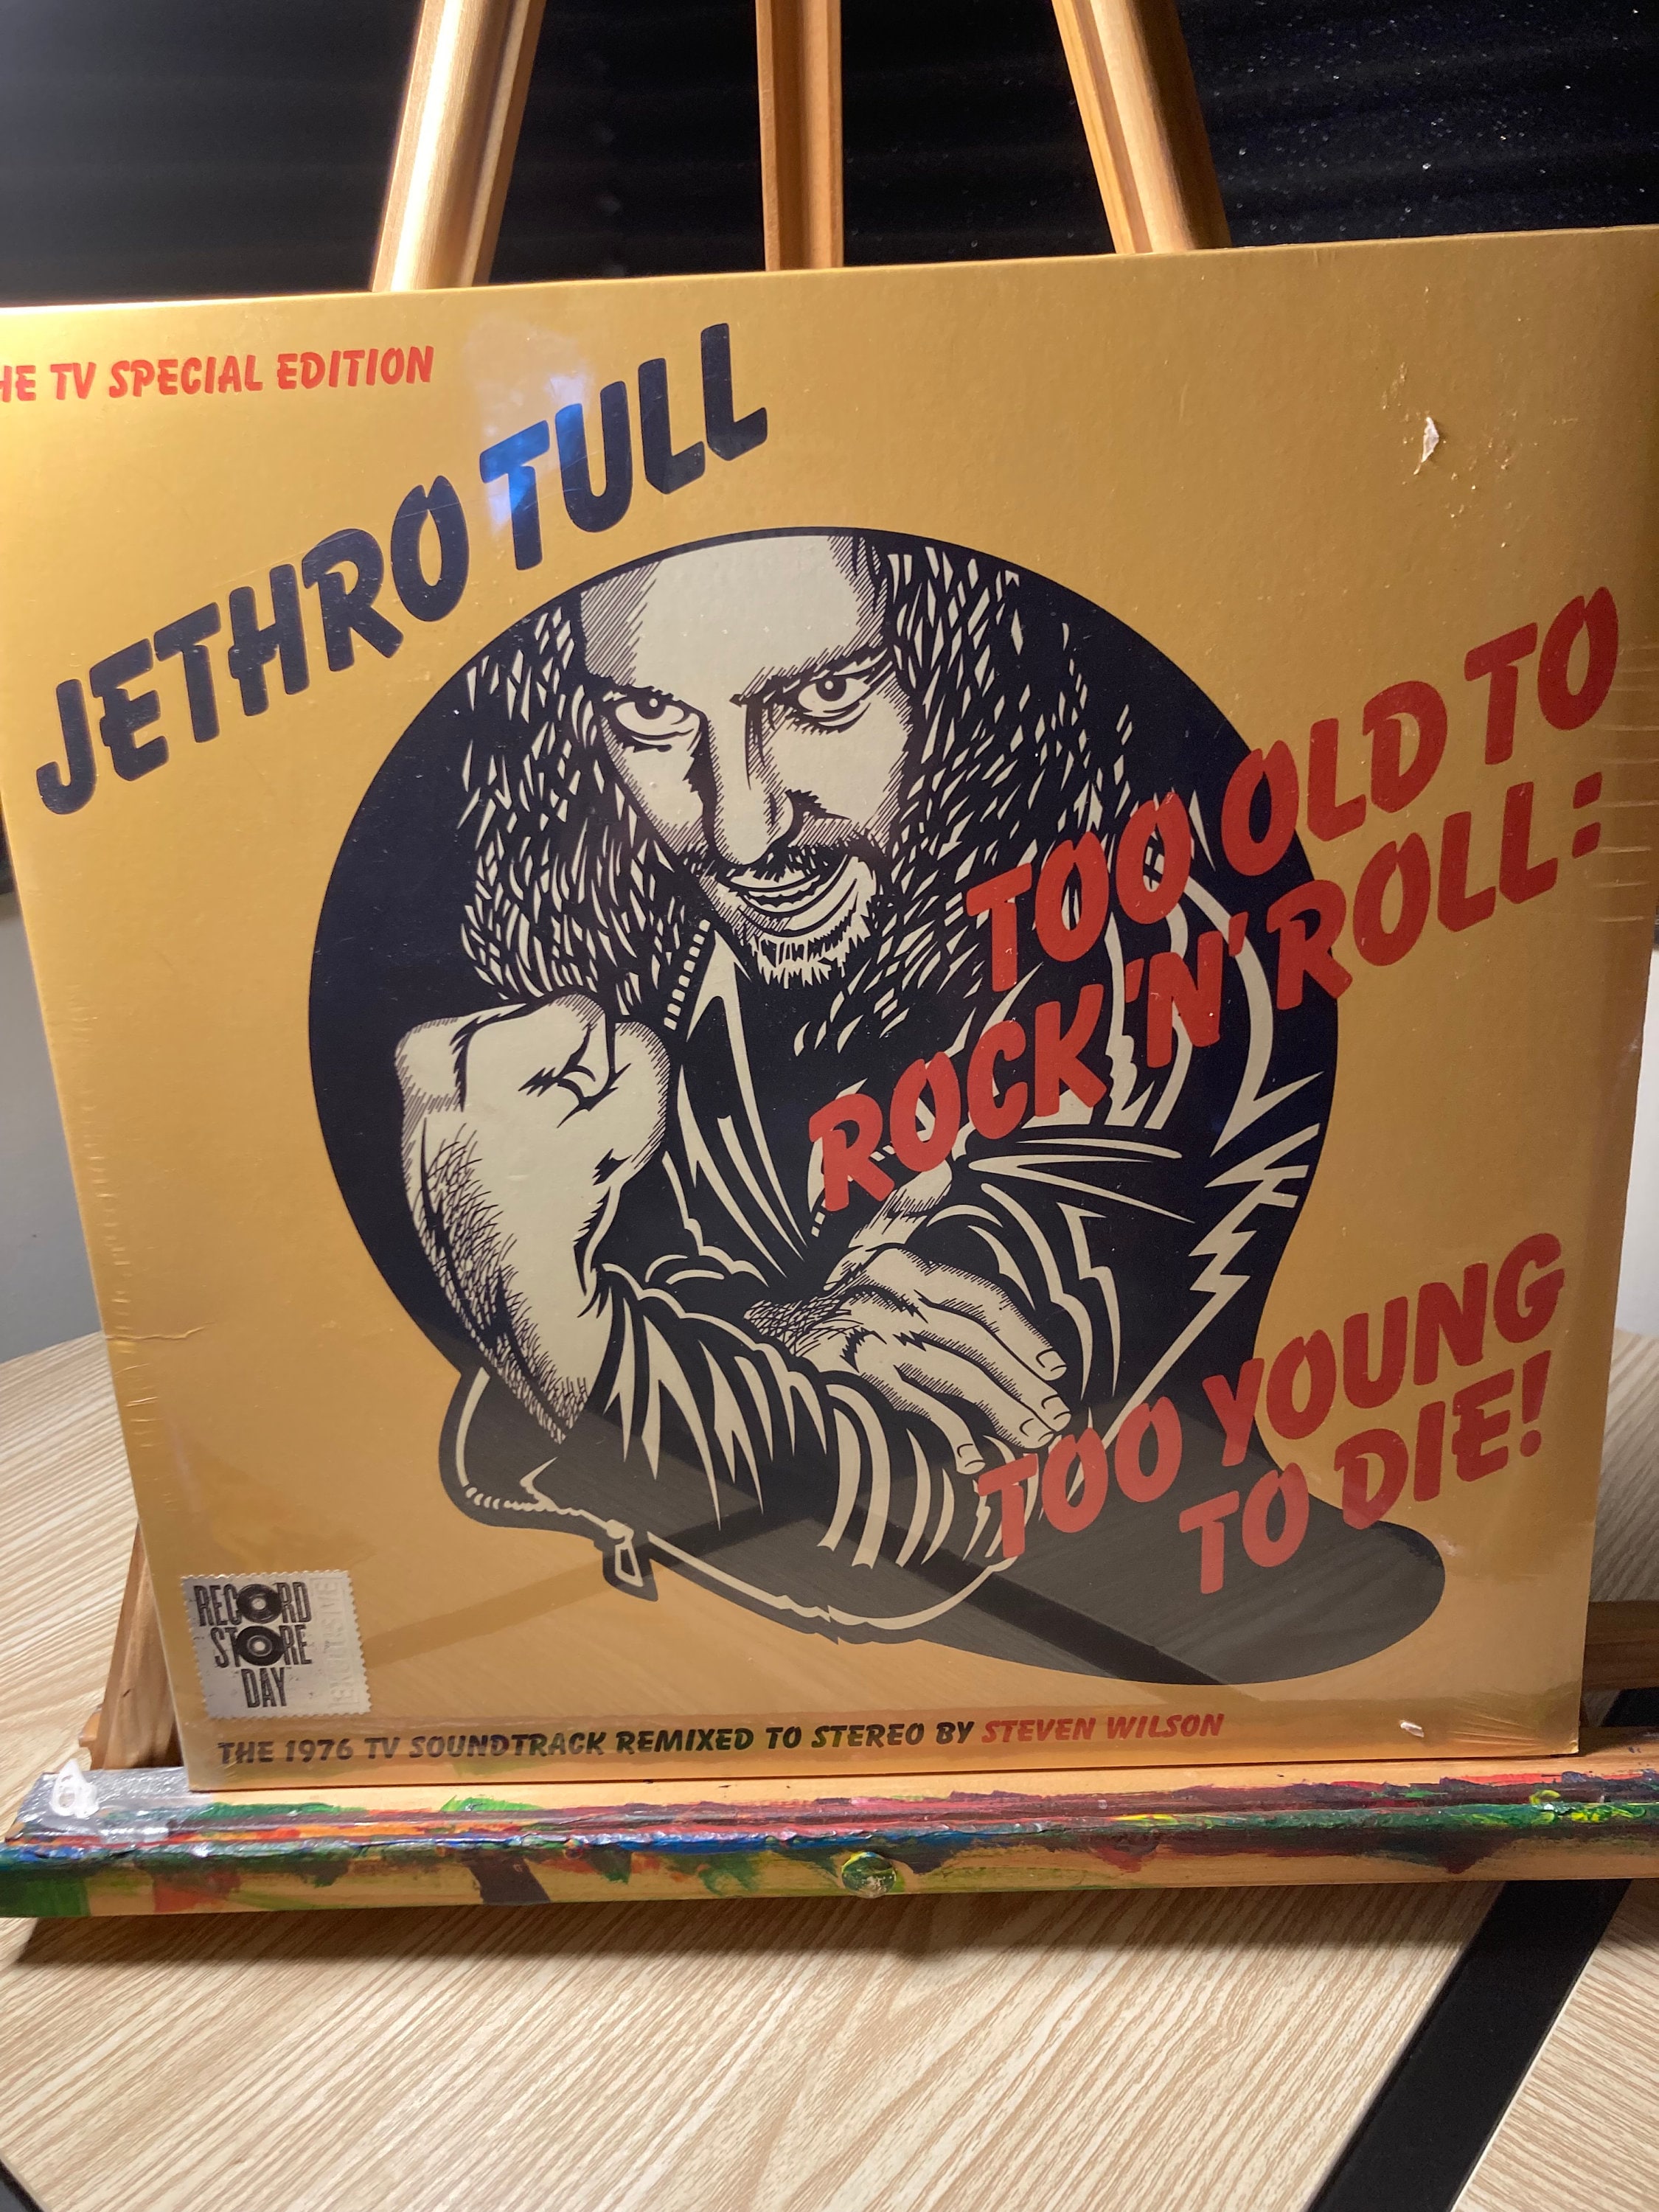 HE TV SPECIAL EDITION
JETHRO TULL
TOO OLD TO
ROCK 'N' ROLL:
TOO YOUNG
TO DIE!
RECORD
STORE
DAY
THE 1976 TV SOUNDTRACK REMIXED TO STEREO BY STEVEN WILSON